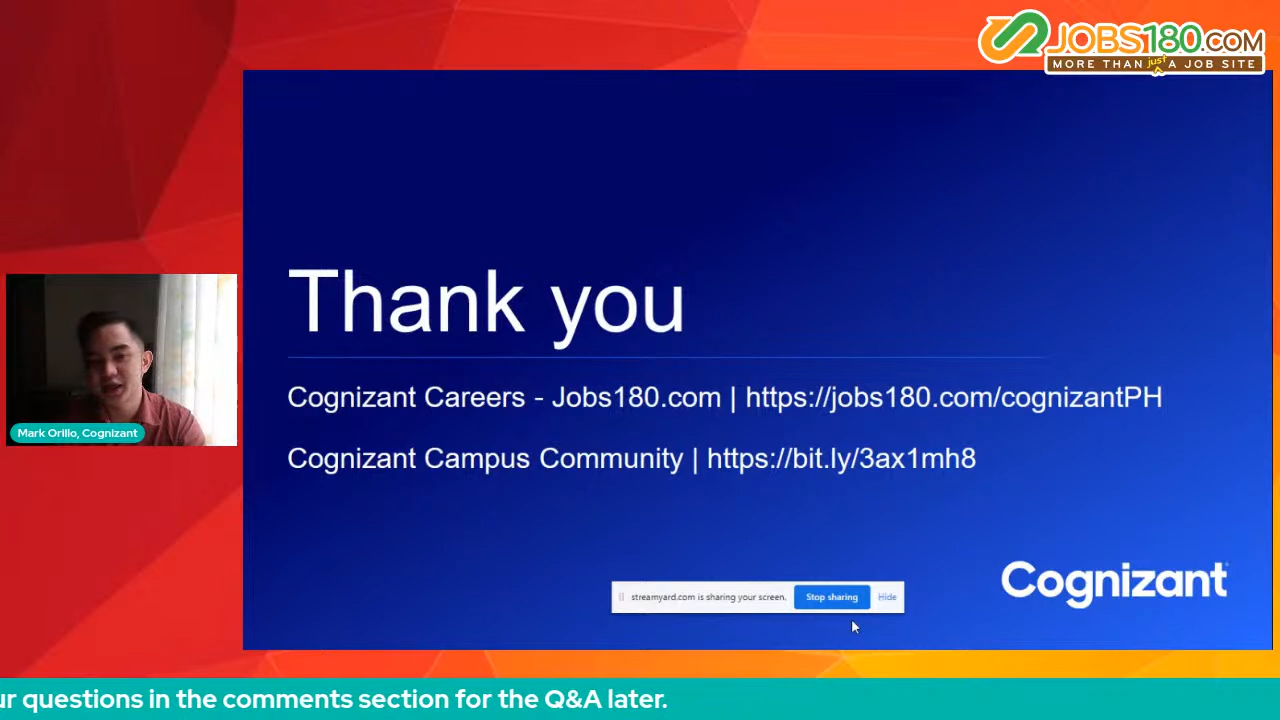 JOBS180.COM
MORE THAN just A JOB SITE
Thank you
Cognizant Careers - Jobs180.com | https://jobs180.com/cognizantPH
Mark Orillo, Cognizant
Cognizant Campus Community | https://bit.ly/3ax1mh8
Cognizant
streamyard.com is sharing your screen. Stop sharing Hide
questions in the comments section for the Q&A later.